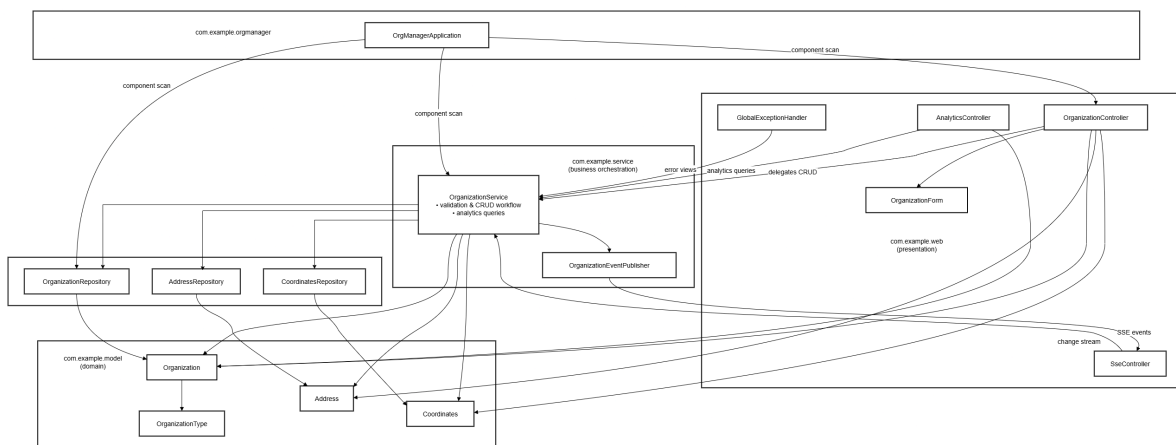 com.example.orgmanager
OrgManagerApplication
component scan
component scan
component scan
GlobalExceptionHandler
AnalyticsController
OrganizationController
com.example.service
(business orchestration)
error views
analytics queries
delegates CRUD
OrganizationService
• validation & CRUD workflow
• analytics queries
OrganizationForm
com.example.web
(presentation)
OrganizationEventPublisher
OrganizationRepository
AddressRepository
CoordinatesRepository
SSE events
change stream
SseController
com.example.model
(domain)
Organization
Address
Coordinates
OrganizationType